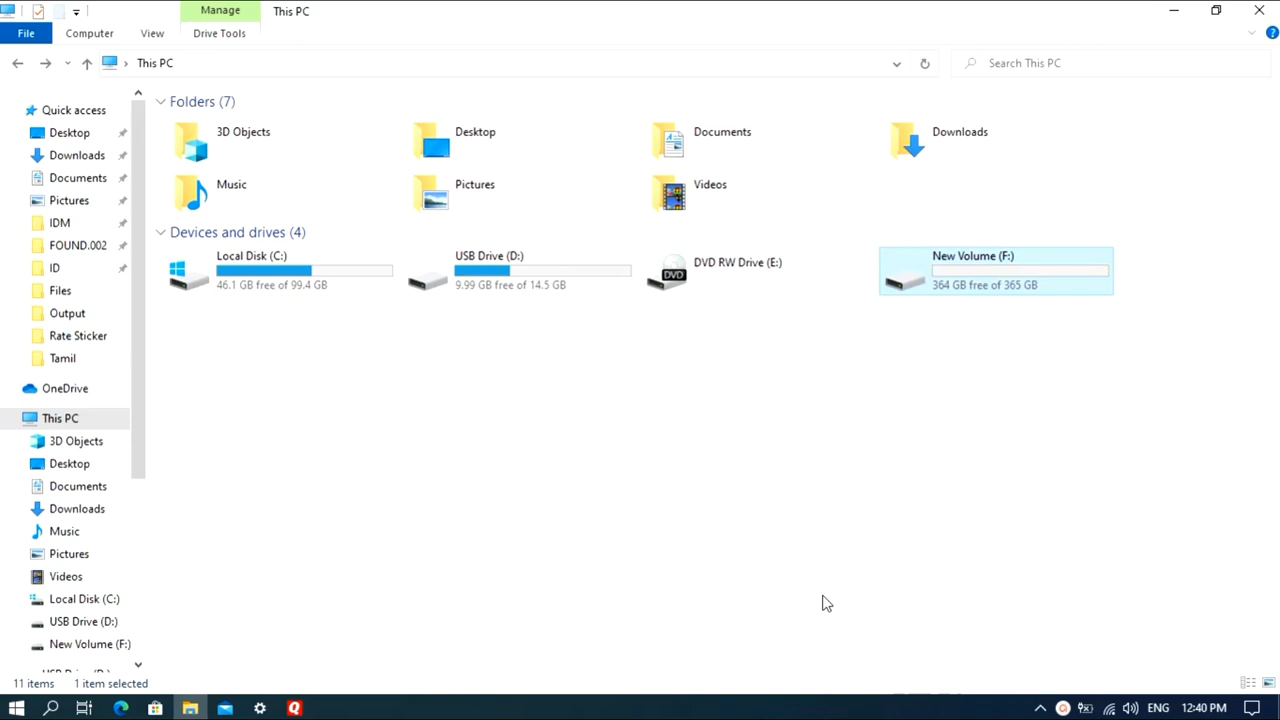 Manage
This PC
File
Computer
View
Drive Tools
This PC
Search This PC
Quick access
Desktop
Downloads
Documents
Pictures
IDM
FOUND.002
ID
Files
Output
Rate Sticker
Tamil
OneDrive
This PC
3D Objects
Desktop
Documents
Downloads
Music
Pictures
Videos
Local Disk (C:)
USB Drive (D:)
New Volume (F:)
Folders (7)
3D Objects
Desktop
Documents
Downloads
Music
Pictures
Videos
Devices and drives (4)
Local Disk (C:)
46.1 GB free of 99.4 GB
USB Drive (D:)
9.99 GB free of 14.5 GB
DVD RW Drive (E:)
DVD
New Volume (F:)
364 GB free of 365 GB
11 items
1 item selected
ENG
12:40 PM